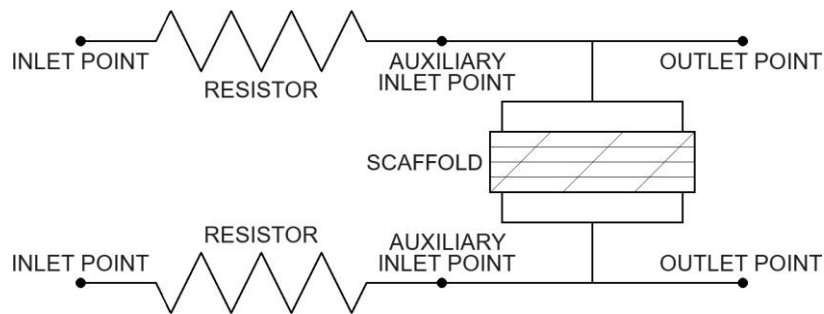 INLET POINT
RESISTOR
AUXILIARY
INLET POINT
OUTLET POINT
SCAFFOLD
INLET POINT
RESISTOR
AUXILIARY
INLET POINT
OUTLET POINT